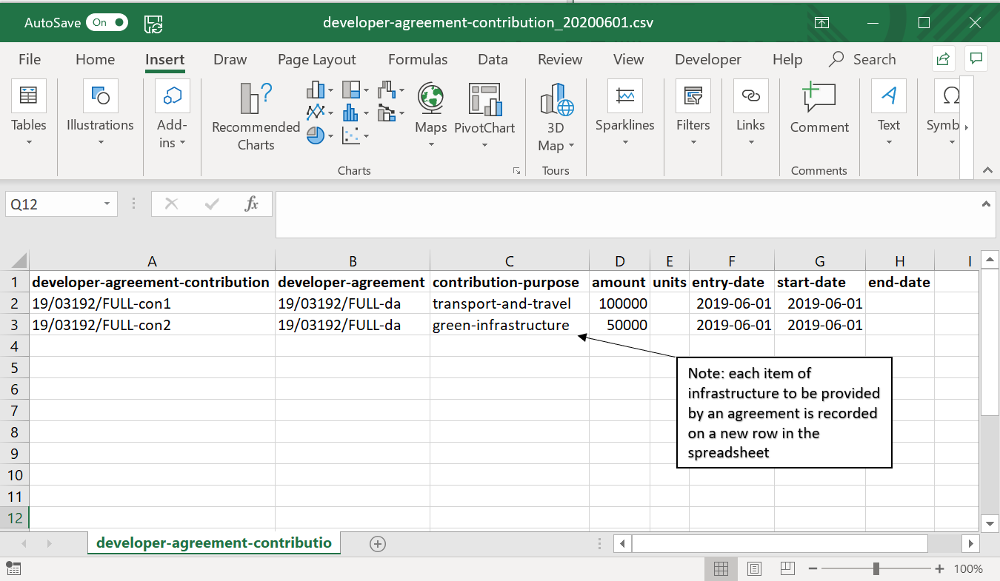 AutoSave On developer-agreement-contribution_20200601.csv
File Home Insert Draw Page Layout Formulas Data Review View Developer Help Search
Tables
Illustrations
Add-
ins
Recommended
Charts
Maps
PivotChart
Charts
3D
Map
Tours
Sparklines
Filters
Links
Comment
Comments
Text
Symb
Q12
fx
A B C D E F G H I
1 developer-agreement-contribution developer-agreement contribution-purpose amount units entry-date start-date end-date
2 19/03192/FULL-con1 19/03192/FULL-da transport-and-travel 100000 2019-06-01 2019-06-01
3 19/03192/FULL-con2 19/03192/FULL-da green-infrastructure 50000 2019-06-01 2019-06-01
4
5
6
7
8
9
10
11
12
Note: each item of
infrastructure to be provided
by an agreement is recorded
on a new row in the
spreadsheet
developer-agreement-contributio
100%